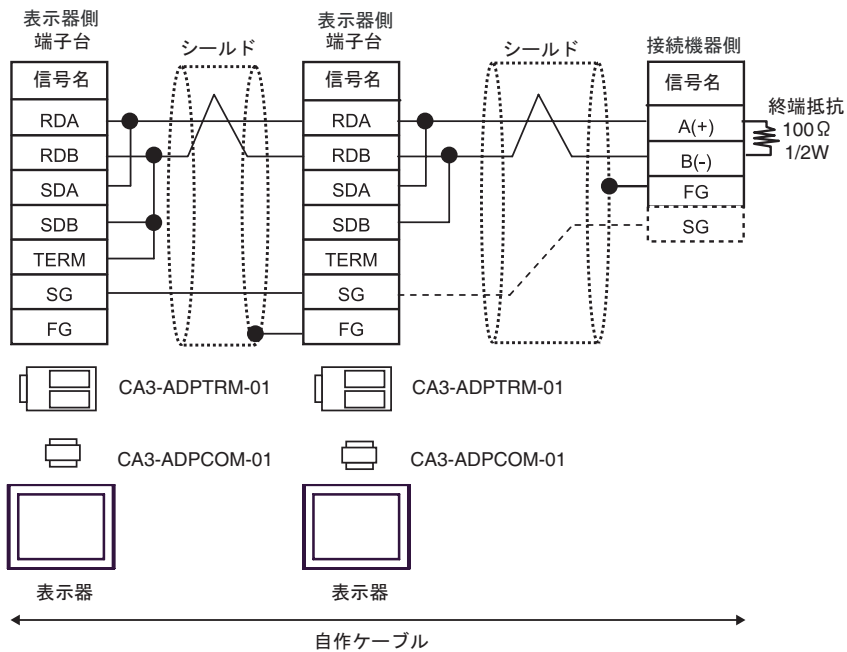 表示器側
端子台
シールド
表示器側
端子台
シールド
接続機器側
信号名
RDA
RDB
SDA
SDB
TERM
SG
FG
信号名
RDA
RDB
SDA
SDB
TERM
SG
FG
信号名
A(+)
B(-)
FG
SG
終端抵抗
100Ω
1/2W
CA3-ADPTRM-01
CA3-ADPTRM-01
CA3-ADPCOM-01
CA3-ADPCOM-01
表示器
表示器
自作ケーブル